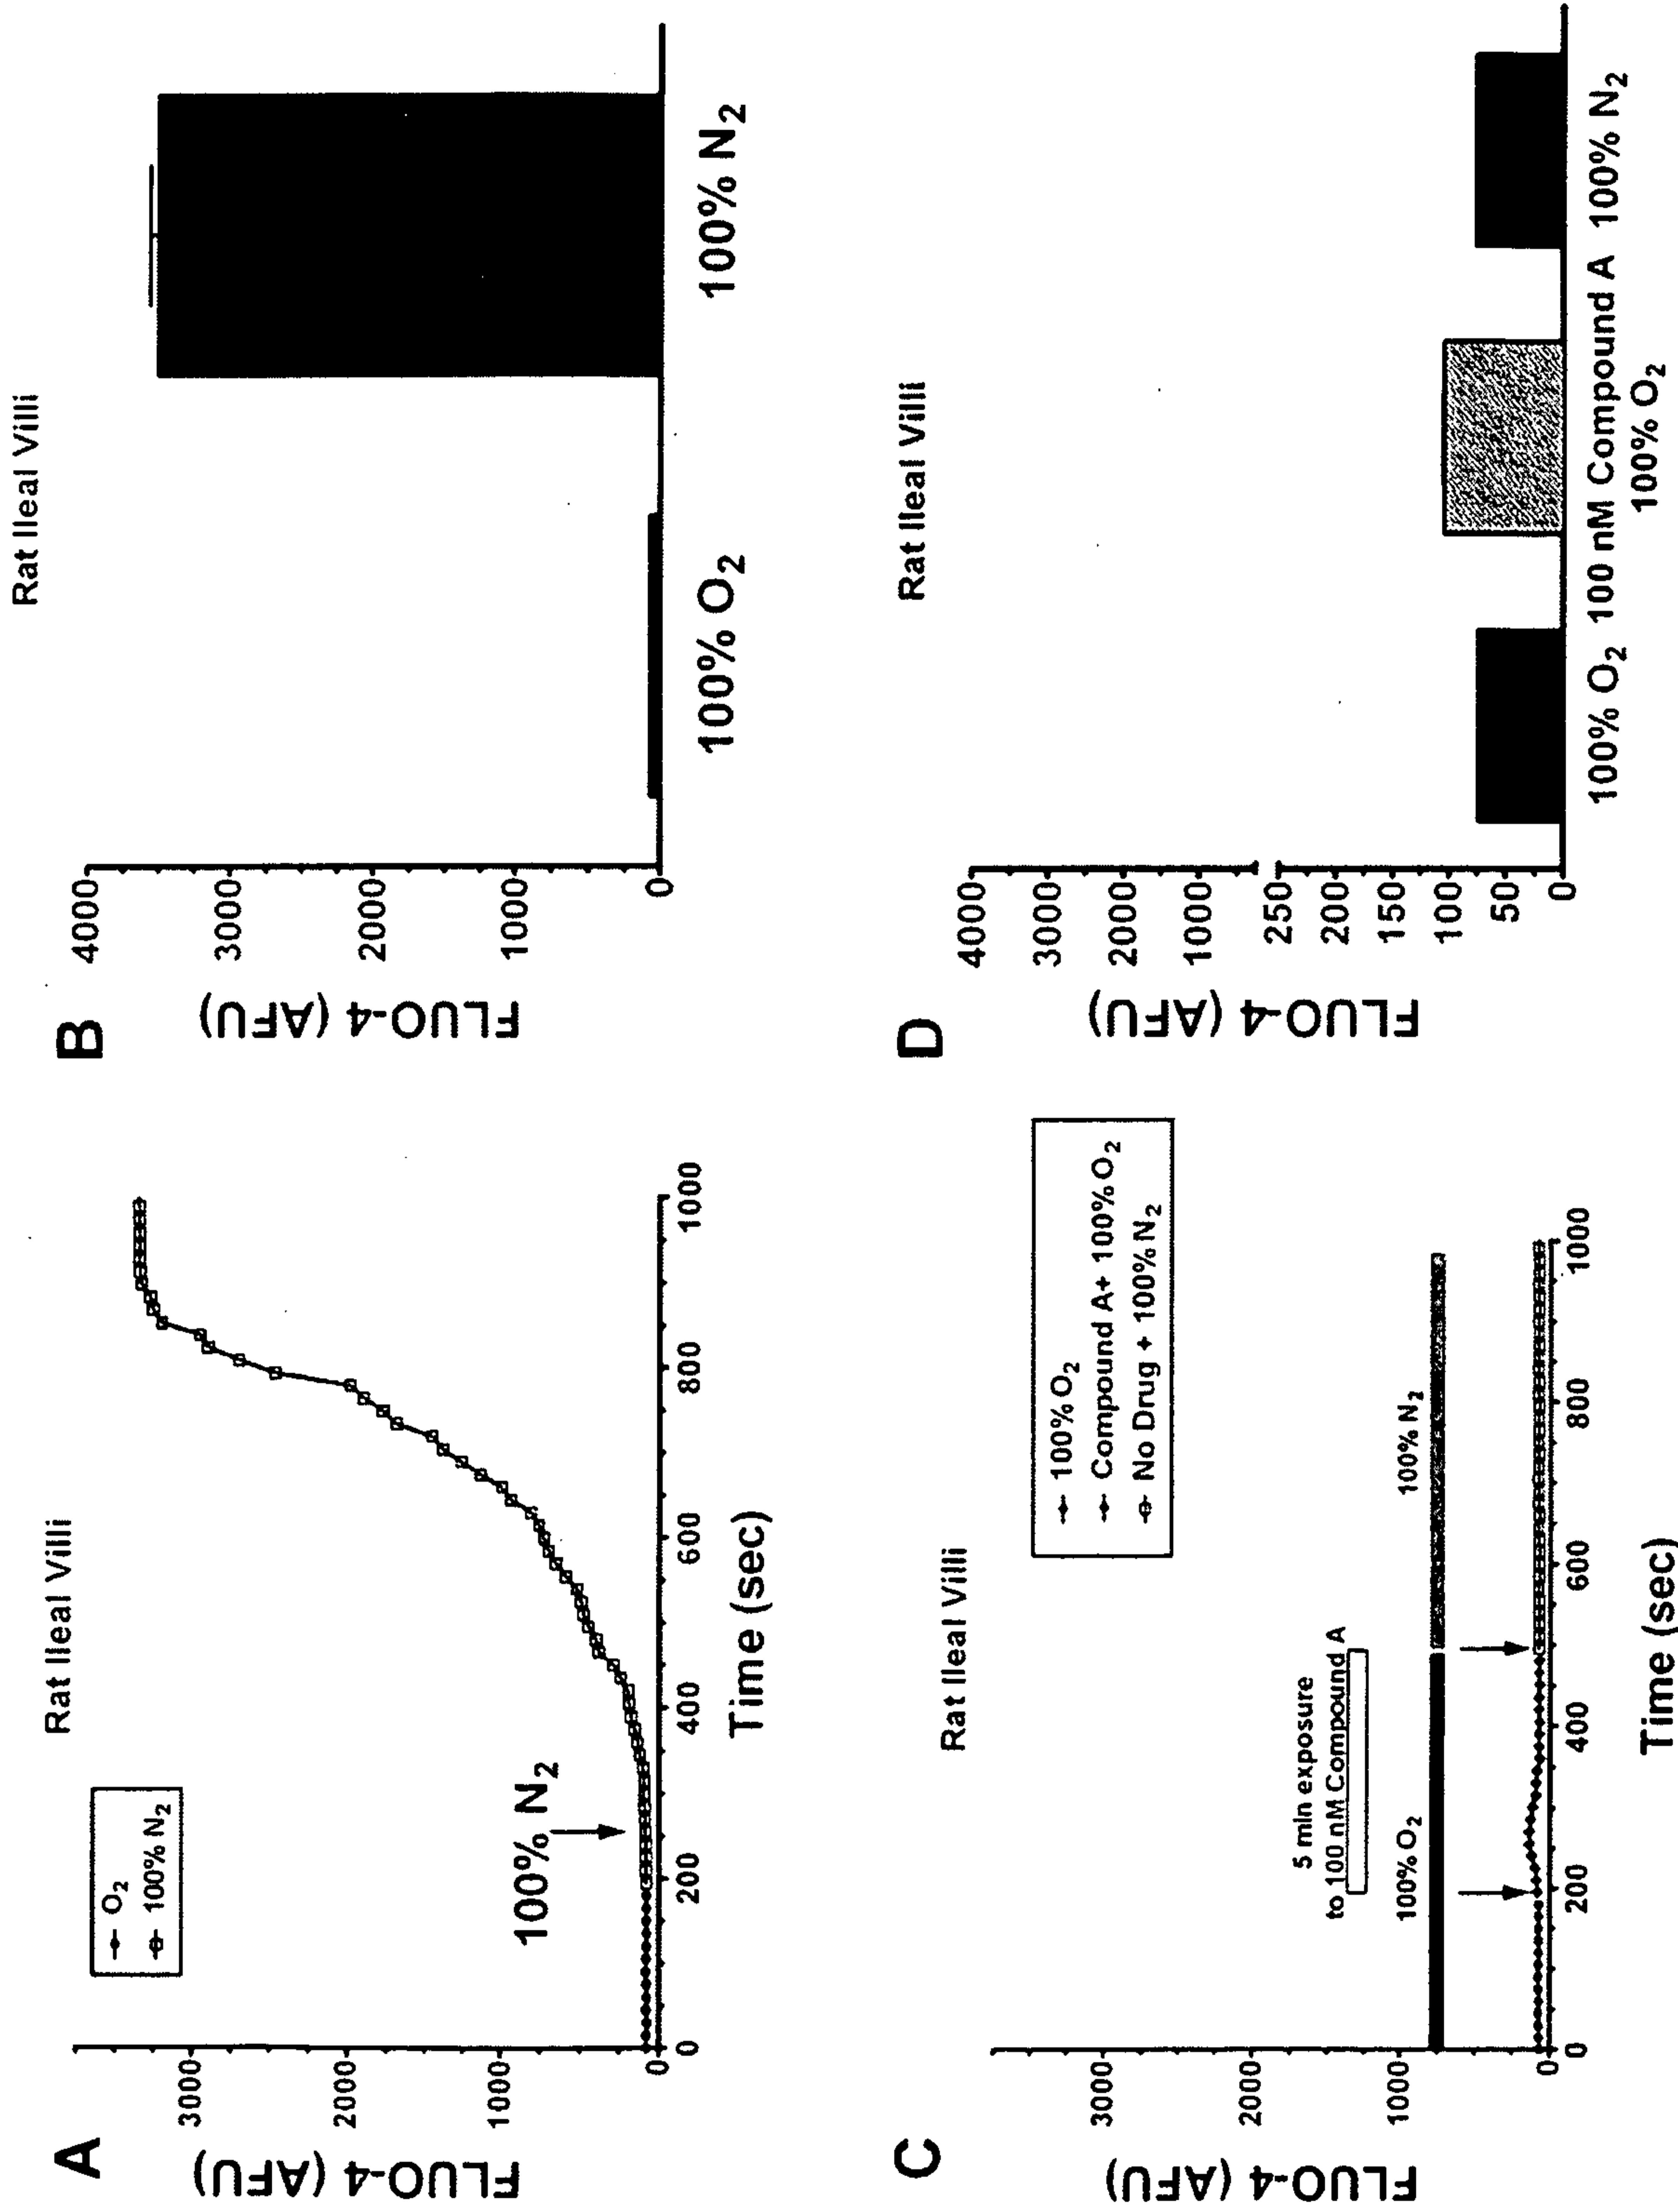 A
Rat Ileal Villi
O2
100% N2
100% N2
FLUO-4 (AFU)
3000
2000
1000
0
0 200 400 600 800 1000
Time (sec)
B
Rat Ileal Villi
FLUO-4 (AFU)
4000
3000
2000
1000
0
100% O2 100% N2
C
Rat Ileal Villi
100% O2
Compound A+ 100% O2
No Drug + 100% N2
5 min exposure
to 100 nM Compound A
100% O2 100% N2
FLUO-4 (AFU)
3000
2000
1000
0
0 200 400 600 800 1000
Time (sec)
D
Rat Ileal Villi
FLUO-4 (AFU)
4000
3000
2000
1000
250
200
150
100
50
0
100% O2 100 nM Compound A 100% N2
100% O2